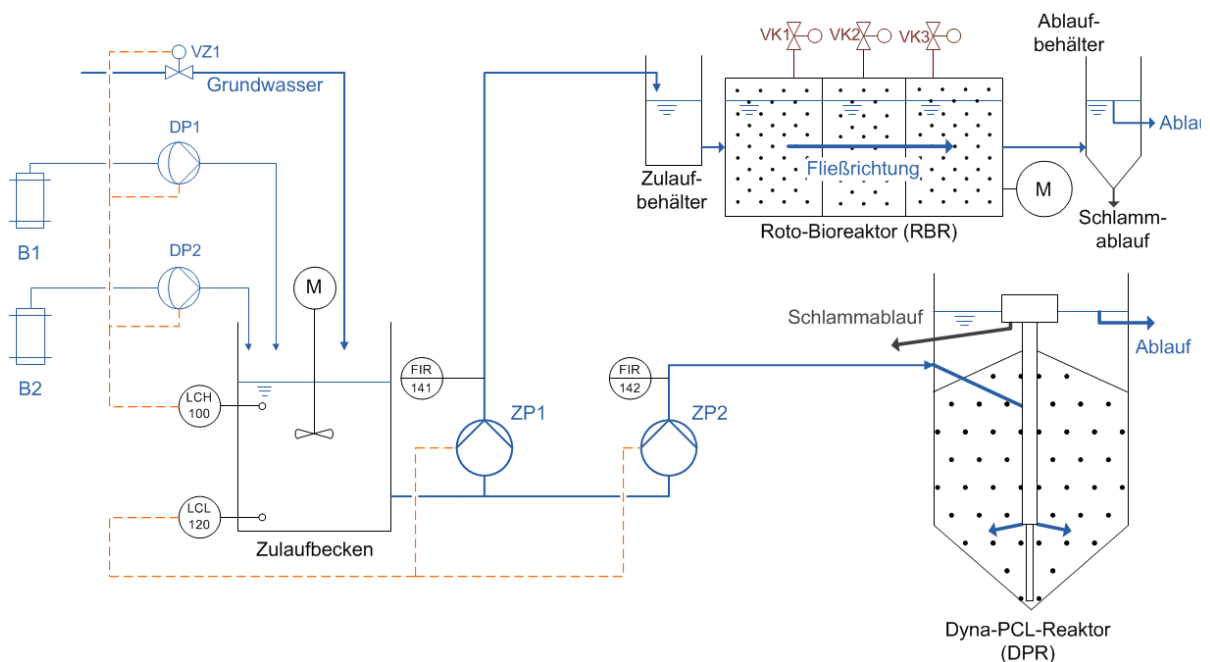 VZ1
Grundwasser
DP1
B1
DP2
B2
M
LCH
100
LCL
120
Zulaufbecken
FIR
141
ZP1
FIR
142
ZP2
Zulauf-
behälter
VK1
VK2
VK3
Fließrichtung
Roto-Bioreaktor (RBR)
M
Ablauf-
behälter
Ablau
Schlamm-
ablauf
Schlammablauf
Ablauf
Dyna-PCL-Reaktor
(DPR)